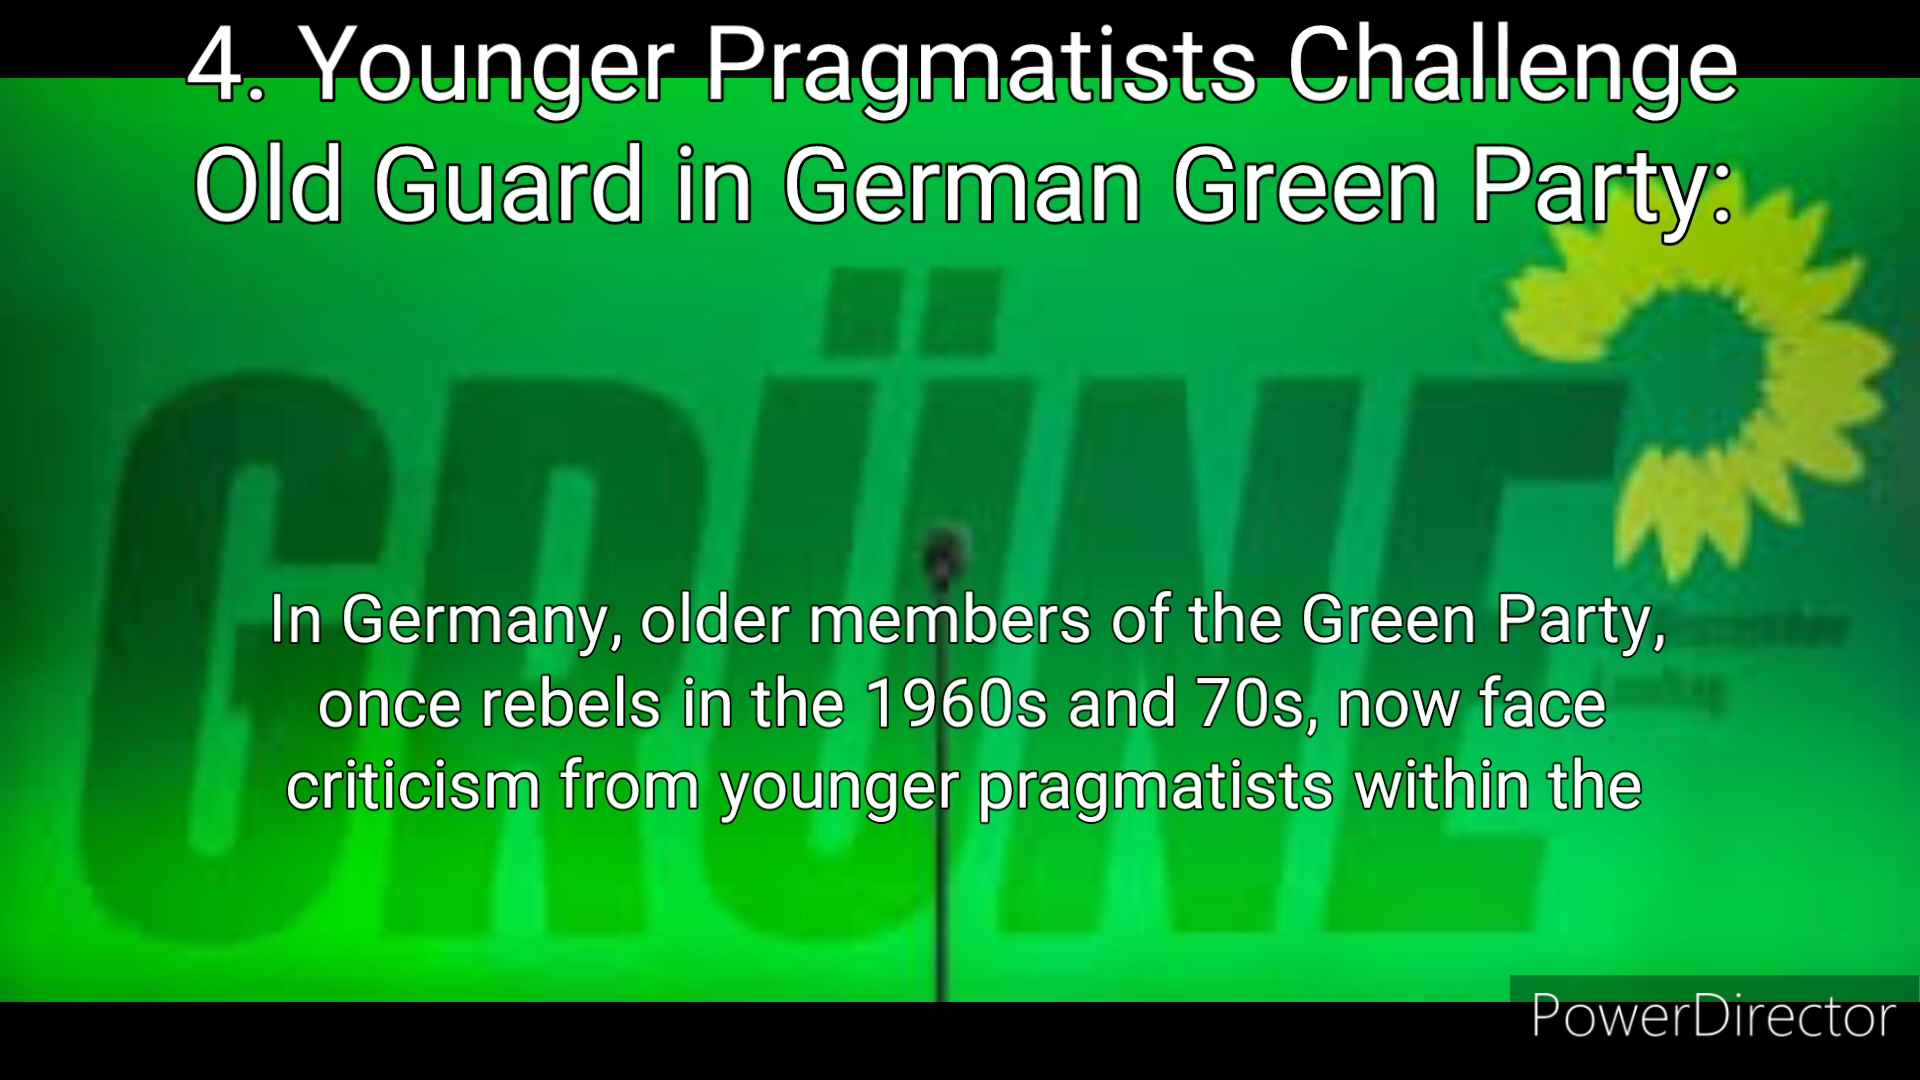 4. Younger Pragmatists Challenge
Old Guard in German Green Party:
GRÜNE
In Germany, older members of the Green Party,
once rebels in the 1960s and 70s, now face
criticism from younger pragmatists within the
PowerDirector